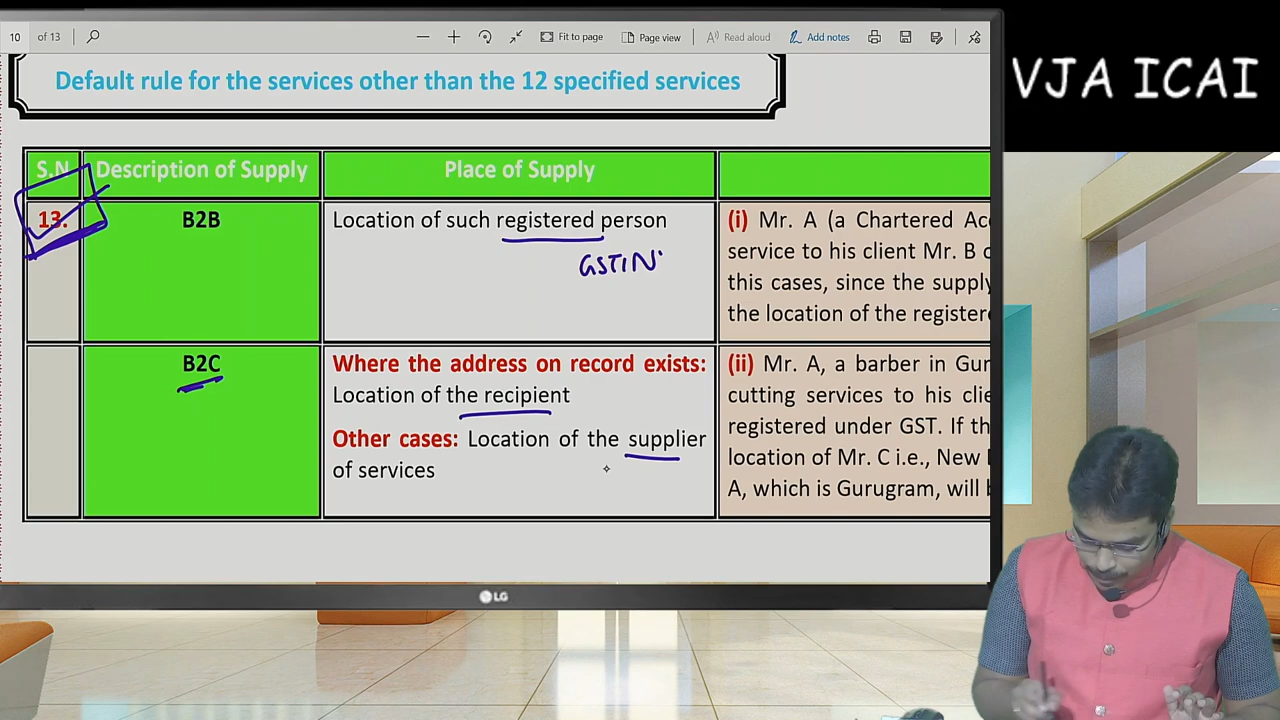 10 of 13
Fit to page
Page view
Read aloud
Add notes
VJA ICAI
Default rule for the services other than the 12 specified services
S.N Description of Supply Place of Supply
13. B2B Location of such registered person
GSTIN
(i) Mr. A (a Chartered Acc
service to his client Mr. B
this cases, since the supply
the location of the registere
B2C Where the address on record exists:
Location of the recipient
Other cases: Location of the supplier
of services
(ii) Mr. A, a barber in Gur
cutting services to his clie
registered under GST. If th
location of Mr. C i.e., New
A, which is Gurugram, will
LG